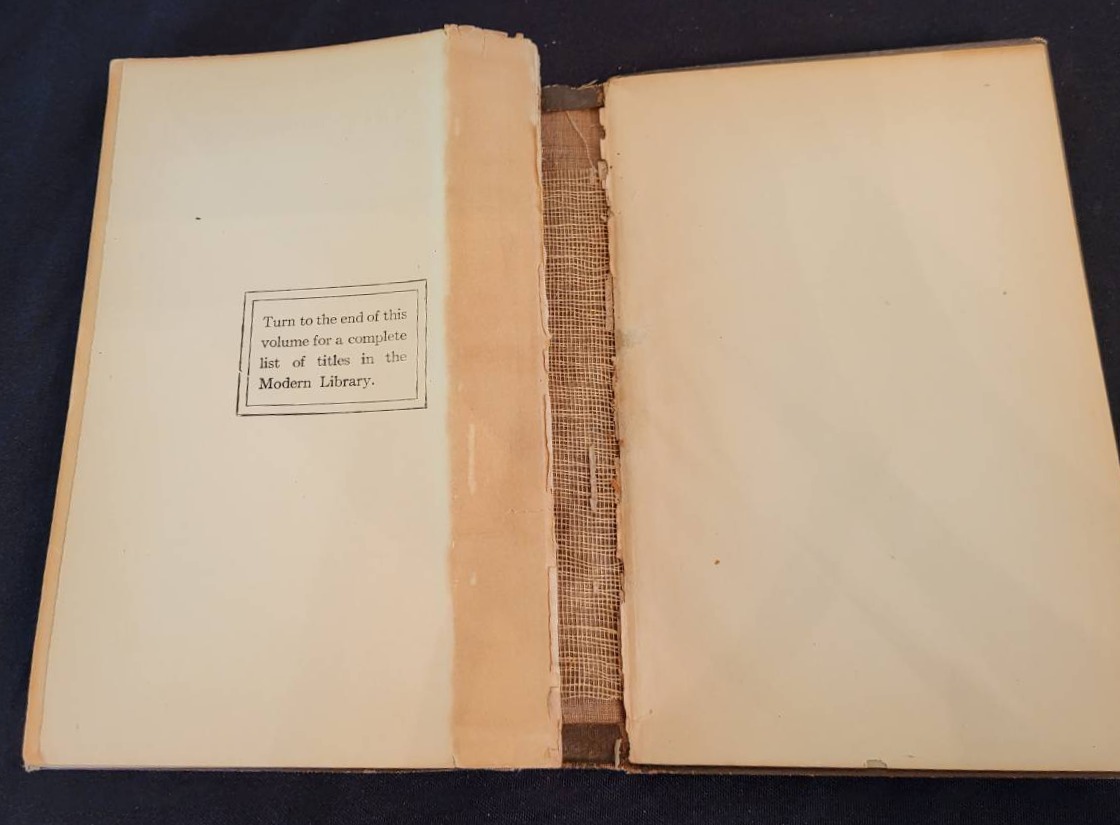 Turn to the end of this
volume for a complete
list of titles in the
Modern Library.